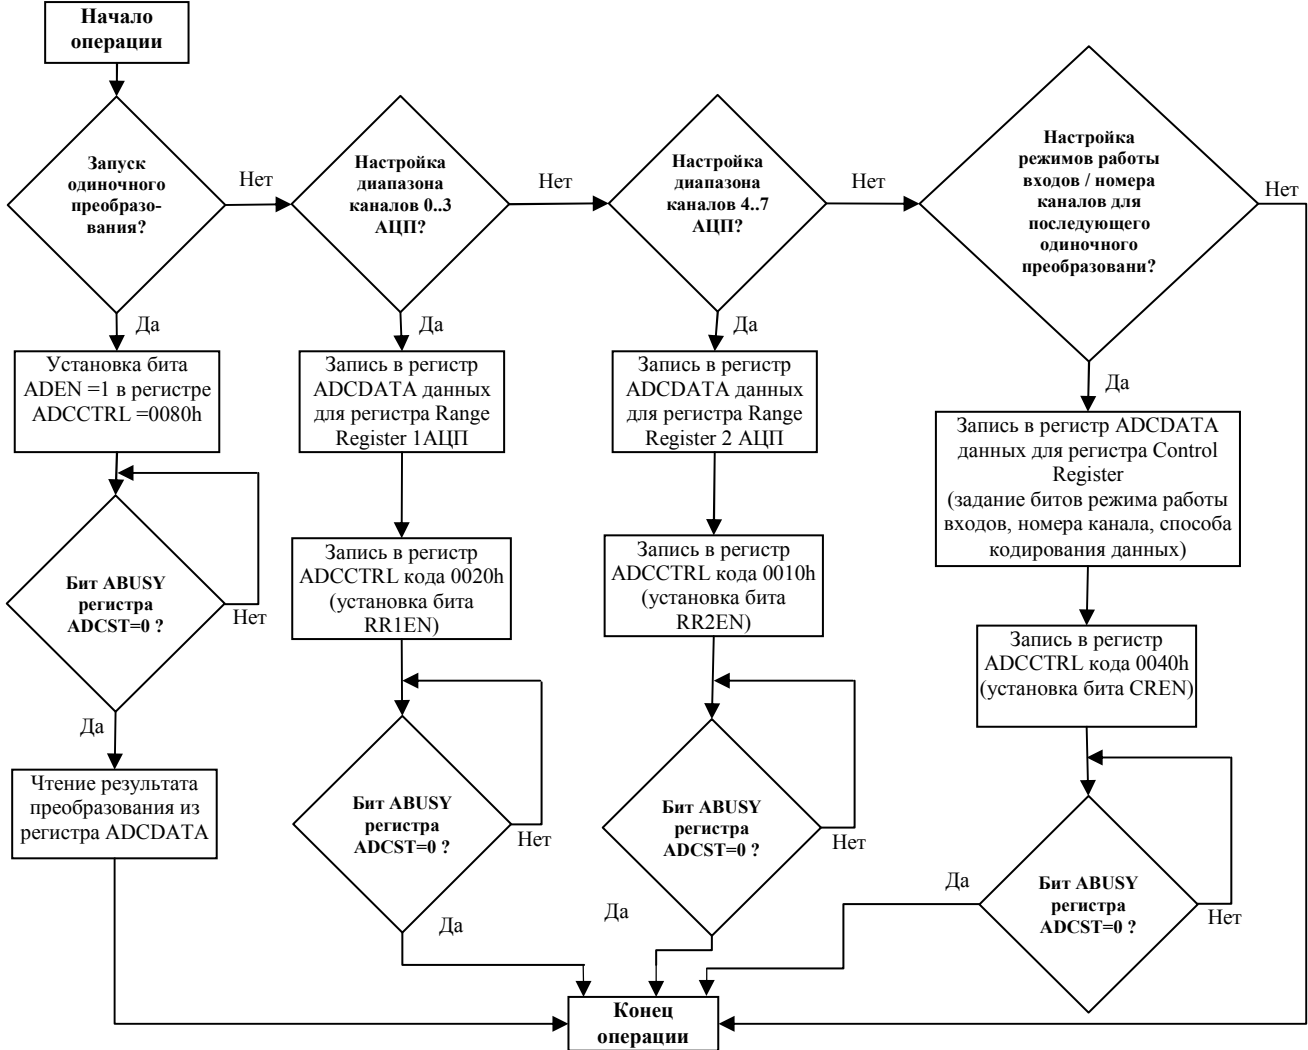 Начало
операции
Запуск
одиночного
преобразо-
вания?
Нет
Да
Настройка
диапазона
каналов 0..3
АЦП?
Нет
Да
Настройка
диапазона
каналов 4..7
АЦП?
Нет
Да
Настройка
режимов работы
входов / номера
каналов для
последующего
одиночного
преобразовани?
Нет
Да
Установка бита
ADEN =1 в регистре
ADCCTRL =0080h
Бит ABUSY
регистра
ADCST=0 ?
Нет
Да
Чтение результата
преобразования из
регистра ADCDATA
Запись в регистр
ADCDATA данных
для регистра Range
Register 1АЦП
Запись в регистр
ADCCTRL кода 0020h
(установка бита
RR1EN)
Бит ABUSY
регистра
ADCST=0 ?
Нет
Да
Запись в регистр
ADCDATA данных
для регистра Range
Register 2 АЦП
Запись в регистр
ADCCTRL кода 0010h
(установка бита
RR2EN)
Бит ABUSY
регистра
ADCST=0 ?
Нет
Да
Запись в регистр ADCDATA
данных для регистра Control
Register
(задание битов режима работы
входов, номера канала, способа
кодирования данных)
Запись в регистр
ADCCTRL кода 0040h
(установка бита CREN)
Бит ABUSY
регистра
ADCST=0 ?
Нет
Да
Конец
операции